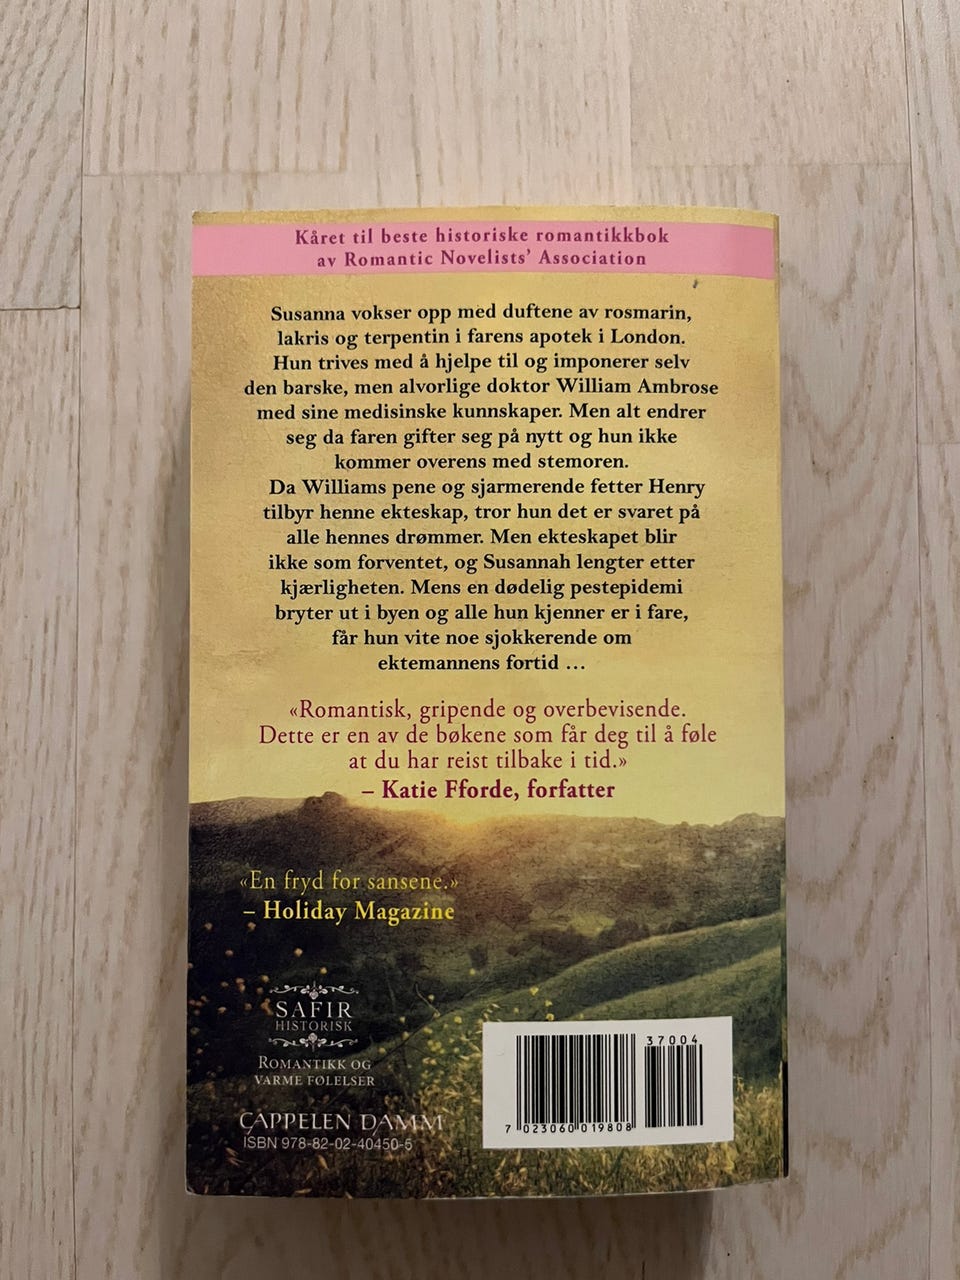 Kåret til beste historiske romantikkbok
av Romantic Novelists' Association
Susanna vokser opp med duftene av rosmarin,
lakris og terpentin i farens apotek i London.
Hun trives med å hjelpe til og imponerer selv
den barske, men alvorlige doktor William Ambrose
med sine medisinske kunnskaper. Men alt endrer
seg da faren gifter seg på nytt og hun ikke
kommer overens med stemoren.
Da Williams pene og sjarmerende fetter Henry
tilbyr henne ekteskap, tror hun det er svaret på
alle hennes drømmer. Men ekteskapet blir
ikke som forventet, og Susannah lengter etter
kjærligheten. Mens en dødelig pestepidemi
bryter ut i byen og alle hun kjenner er i fare,
får hun vite noe sjokkerende om
ektemannens fortid …
«Romantisk, gripende og overbevisende.
Dette er en av de bøkene som får deg til å føle
at du har reist tilbake i tid.»
– Katie Fforde, forfatter
«En fryd for sansene.»
– Holiday Magazine
SAFIR
HISTORISK
ROMANTIKK OG
VARME FØLELSER
CAPPELEN DAMM
ISBN 978-82-02-40450-5
37004
7 023060 019808